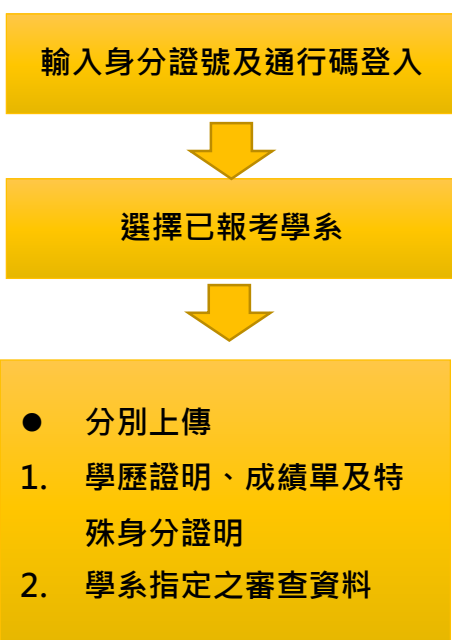 輸入身分證號及通行碼登入
選擇已報考學系
● 分別上傳
1. 學歷證明、成績單及特
殊身分證明
2. 學系指定之審查資料